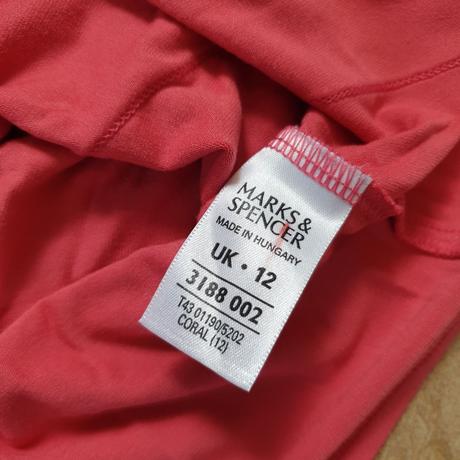 MARKS &
SPENCER
MADE IN HUNGARY
UK • 12
3188 002
T43 01190/5202
CORAL (12)